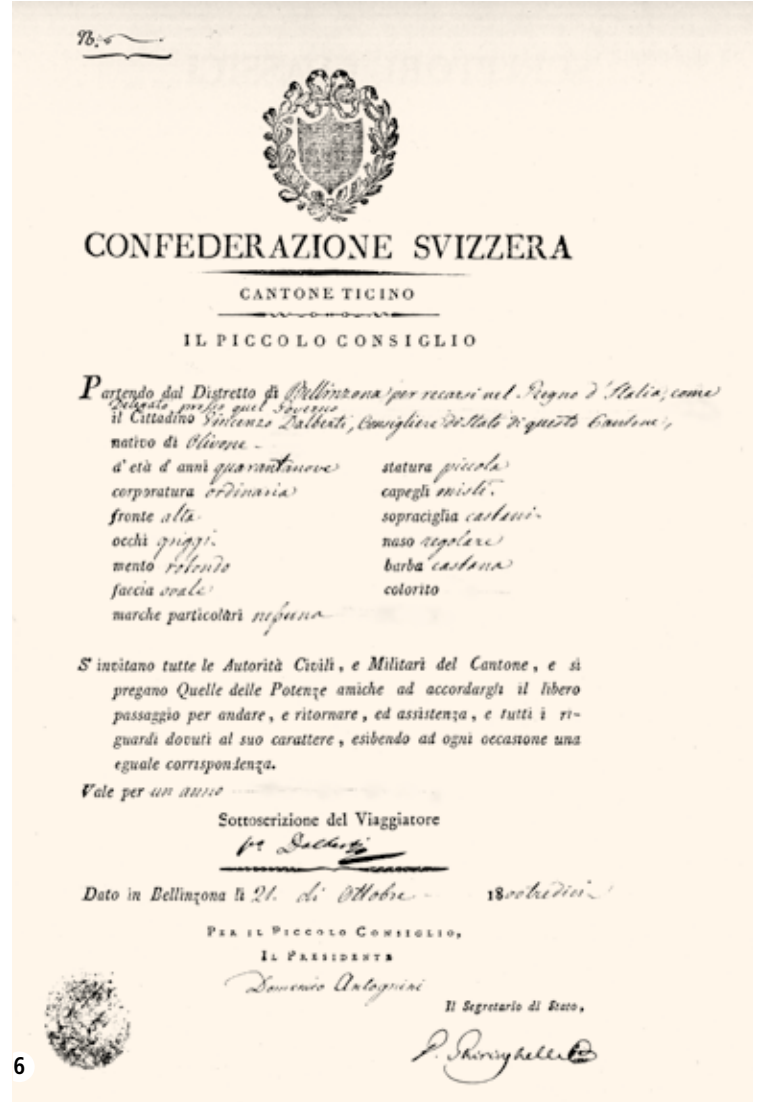 N.
CONFEDERAZIONE SVIZZERA
CANTONE TICINO
IL PICCOLO CONSIGLIO
Partendo dal Distretto di Bellinzona per recarsi nel Regno d'Italia, come
Delegato presso quel Governo
il Cittadino Vincenzo Dalberti, Consigliere di Stato di questo Cantone,
nativo di Olivone
d'età d'anni quarantanove statura piccola
corporatura ordinaria capegli misti.
fronte alta sopraciglia castani
occhi griggi. naso regolare
mento rotondo barba castana
faccia ovale colorito
marche particolari nessuna
S'invitano tutte le Autorità Civili, e Militari del Cantone, e si
pregano Quelle delle Potenze amiche ad accordargli il libero
passaggio per andare, e ritornare, ed assistenza, e tutti i ri-
guardi dovuti al suo carattere, esibendo ad ogni occasione una
eguale corrispondenza.
Vale per un anno
Sottoscrizione del Viaggiatore
Dalberti
Dato in Bellinzona li 21. di Ottobre 18
PER IL PICCOLO CONSIGLIO,
IL PRESIDENTE
Domenico Antognini
Il Segretario di Stato,
6